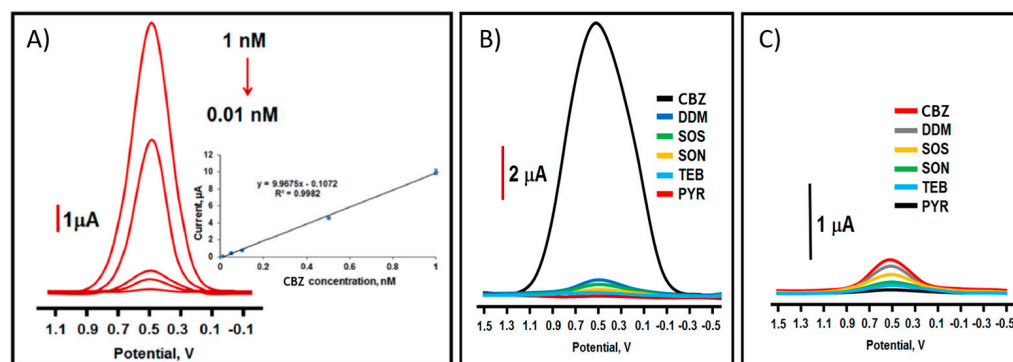 A)
1 nM
0.01 nM
1μA
12
10
8
6
4
2
0
y = 9.9675x - 0.1072
R² = 0.9982
Current, μA
0 0.2 0.4 0.6 0.8 1
CBZ concentration, nM
1.1 0.9 0.7 0.5 0.3 0.1 -0.1
Potential, V
B)
CBZ
DDM
SOS
SON
TEB
PYR
2 μA
1.5 1.3 1.1 0.9 0.7 0.5 0.3 0.1 -0.1 -0.3 -0.5
Potential, V
C)
CBZ
DDM
SOS
SON
TEB
PYR
1 μA
1.5 1.3 1.1 0.9 0.7 0.5 0.3 0.1 -0.1 -0.3 -0.5
Potential, V